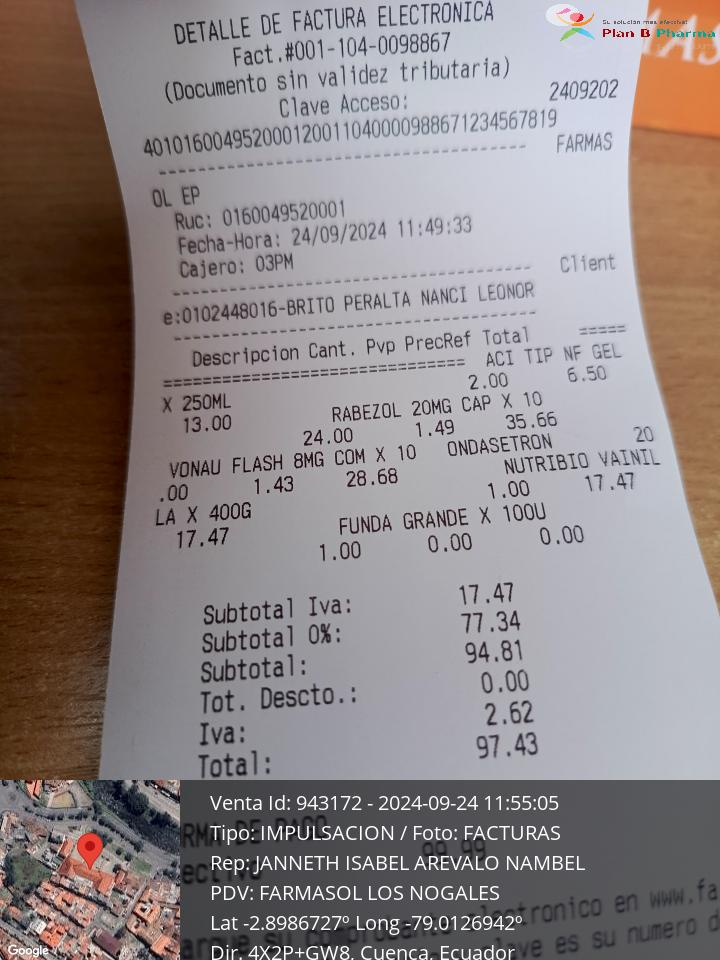 Su solución más efectiva!
Plan B Pharma
DETALLE DE FACTURA ELECTRONICA
Fact.#001-104-0098867
(Documento sin validez tributaria)
Clave Acceso: 2409202
401016004952000120011040000988671234567819
FARMAS
OL EP
Ruc: 0160049520001
Fecha-Hora: 24/09/2024 11:49:33
Cajero: 03PM
Client
e:0102448016-BRITO PERALTA NANCI LEONOR
Descripcion Cant. Pvp PrecRef Total =====
============================== ACI TIP NF GEL
X 250ML 2.00 6.50
13.00 RABEZOL 20MG CAP X 10
24.00 1.49 35.66
VONAU FLASH 8MG COM X 10 ONDASETRON 20
.00 1.43 28.68 NUTRIBIO VAINIL
LA X 400G 1.00 17.47
17.47 FUNDA GRANDE X 100U
1.00 0.00 0.00
Subtotal Iva: 17.47
Subtotal 0%: 77.34
Subtotal: 94.81
Tot. Descto.: 0.00
Iva: 2.62
Total: 97.43
Venta Id: 943172 - 2024-09-24 11:55:05
Tipo: IMPULSACION / Foto: FACTURAS
Rep: JANNETH ISABEL AREVALO NAMBEL
PDV: FARMASOL LOS NOGALES
Lat -2.8986727º Long -79.0126942º
Dir. 4X2P+GW8, Cuenca, Ecuador
Google